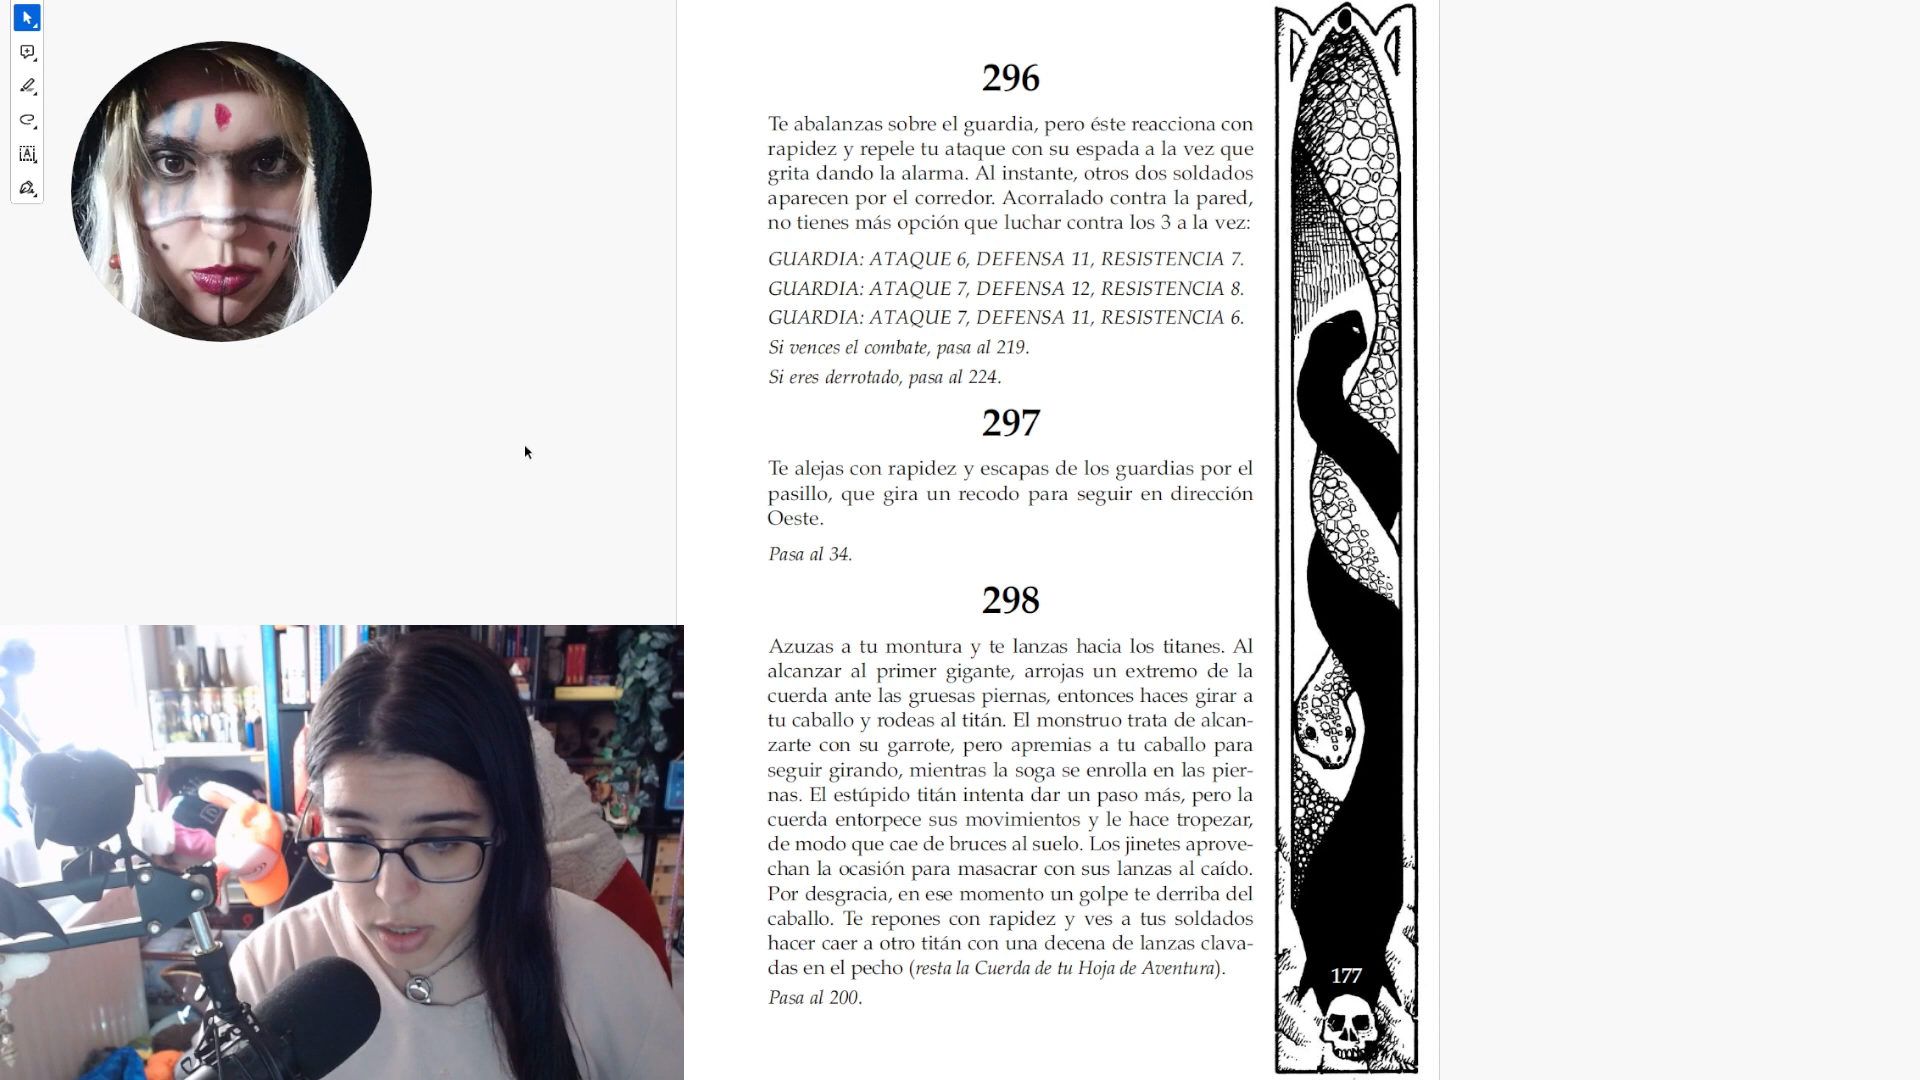 296
Te abalanzas sobre el guardia, pero éste reacciona con
rapidez y repele tu ataque con su espada a la vez que
grita dando la alarma. Al instante, otros dos soldados
aparecen por el corredor. Acorralado contra la pared,
no tienes más opción que luchar contra los 3 a la vez:
GUARDIA: ATAQUE 6, DEFENSA 11, RESISTENCIA 7.
GUARDIA: ATAQUE 7, DEFENSA 12, RESISTENCIA 8.
GUARDIA: ATAQUE 7, DEFENSA 11, RESISTENCIA 6.
Si vences el combate, pasa al 219.
Si eres derrotado, pasa al 224.
297
Te alejas con rapidez y escapas de los guardias por el
pasillo, que gira un recodo para seguir en dirección
Oeste.
Pasa al 34.
298
Azuzas a tu montura y te lanzas hacia los titanes. Al
alcanzar al primer gigante, arrojas un extremo de la
cuerda ante las gruesas piernas, entonces haces girar a
tu caballo y rodeas al titán. El monstruo trata de alcan-
zarte con su garrote, pero apremias a tu caballo para
seguir girando, mientras la soga se enrolla en las pier-
nas. El estúpido titán intenta dar un paso más, pero la
cuerda entorpece sus movimientos y le hace tropezar,
de modo que cae de bruces al suelo. Los jinetes aprove-
chan la ocasión para masacrar con sus lanzas al caído.
Por desgracia, en ese momento un golpe te derriba del
caballo. Te repones con rapidez y ves a tus soldados
hacer caer a otro titán con una decena de lanzas clava-
das en el pecho (resta la Cuerda de tu Hoja de Aventura).
Pasa al 200.
177